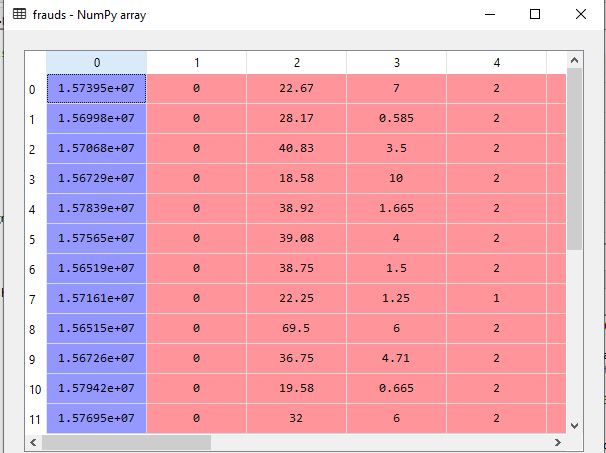 frauds - NumPy array
0 1 2 3 4
0 1.57395e+07 0 22.67 7 2
1 1.56998e+07 0 28.17 0.585 2
2 1.57068e+07 0 40.83 3.5 2
3 1.56729e+07 0 18.58 10 2
4 1.57839e+07 0 38.92 1.665 2
5 1.57565e+07 0 39.08 4 2
6 1.56519e+07 0 38.75 1.5 2
7 1.57161e+07 0 22.25 1.25 1
8 1.56515e+07 0 69.5 6 2
9 1.56726e+07 0 36.75 4.71 2
10 1.57942e+07 0 19.58 0.665 2
11 1.57695e+07 0 32 6 2